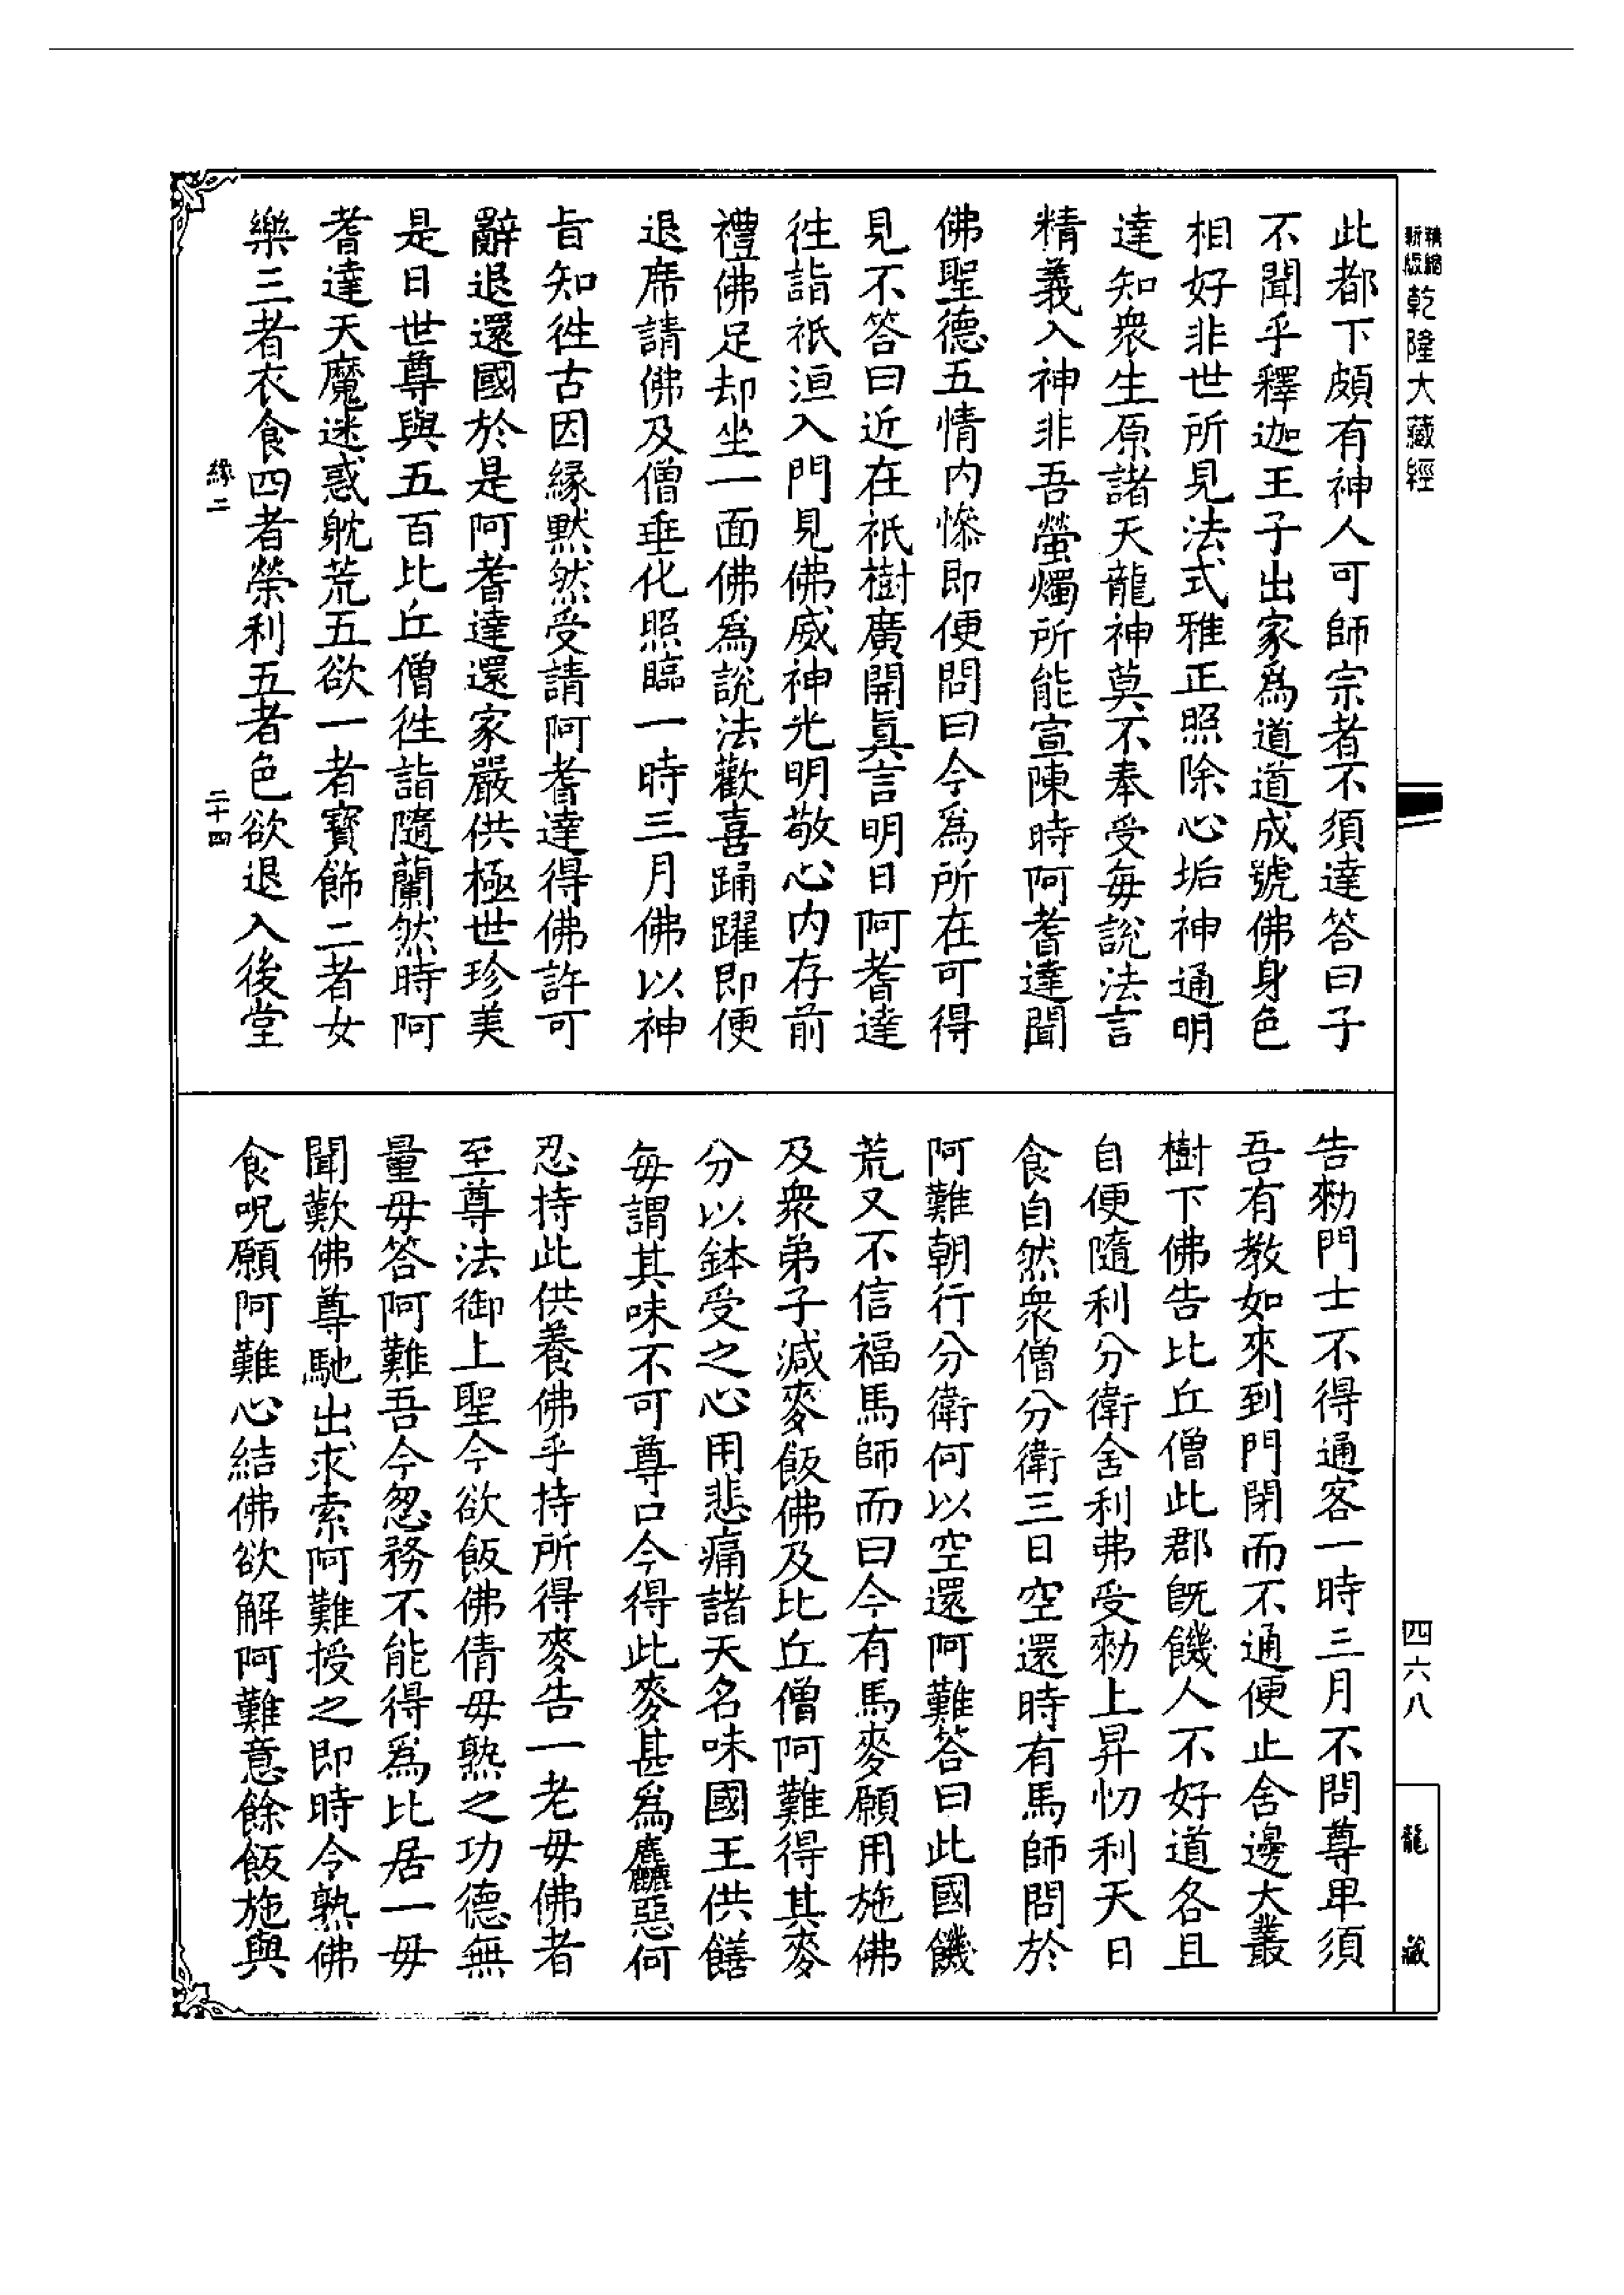 精縮新版乾隆大藏經
此都下頗有神人可師宗者不須達答曰子
不聞乎釋迦王子出家爲道道成號佛身色
相好非世所見法式雅正照除心垢神通明
達知衆生原諸天龍神莫不奉受每說法言
精義入神非吾螢燭所能宣陳時阿耆達聞
佛聖德五情内慘即便問曰今爲所在可得
見不答曰近在祇樹廣開眞言明日阿耆達
徃詣祇洹入門見佛威神光明敬心内存前
禮佛足却坐一面佛爲說法歡喜踊躍即便
退席請佛及僧垂化照臨一時三月佛以神
旨知徃古因緣默然受請阿耆達得佛許可
辭退還國於是阿耆達還家嚴供極世珍美
是日世尊與五百比丘僧徃詣隨蘭然時阿
耆達天魔迷惑躭荒五欲一者寶飾二者女
樂三者衣食四者榮利五者色欲退入後堂
緣二
二十四
告勑門士不得通客一時三月不問尊卑須
吾有教如來到門閉而不通便止舍邊大叢
樹下佛告比丘僧此郡旣饑人不好道各且
自便隨利分衛舍利弗受勑上昇忉利天日
食自然衆僧分衛三日空還時有馬師問於
阿難朝行分衛何以空還阿難答曰此國饑
荒又不信福馬師而曰今有馬麥願用施佛
及衆弟子減麥飯佛及比丘僧阿難得其麥
分以鉢受之心用悲痛諸天名味國王供饍
每謂其味不可尊口今得此麥甚爲麤惡何
忍持此供養佛乎持所得麥告一老母佛者
至尊法御上聖今欲飯佛倩母熟之功德無
量母答阿難吾今怱務不能得爲比居一母
聞歎佛尊馳出求索阿難授之即時令熟佛
食呪願阿難心結佛欲解阿難意餘飯施與
四六八
龍藏